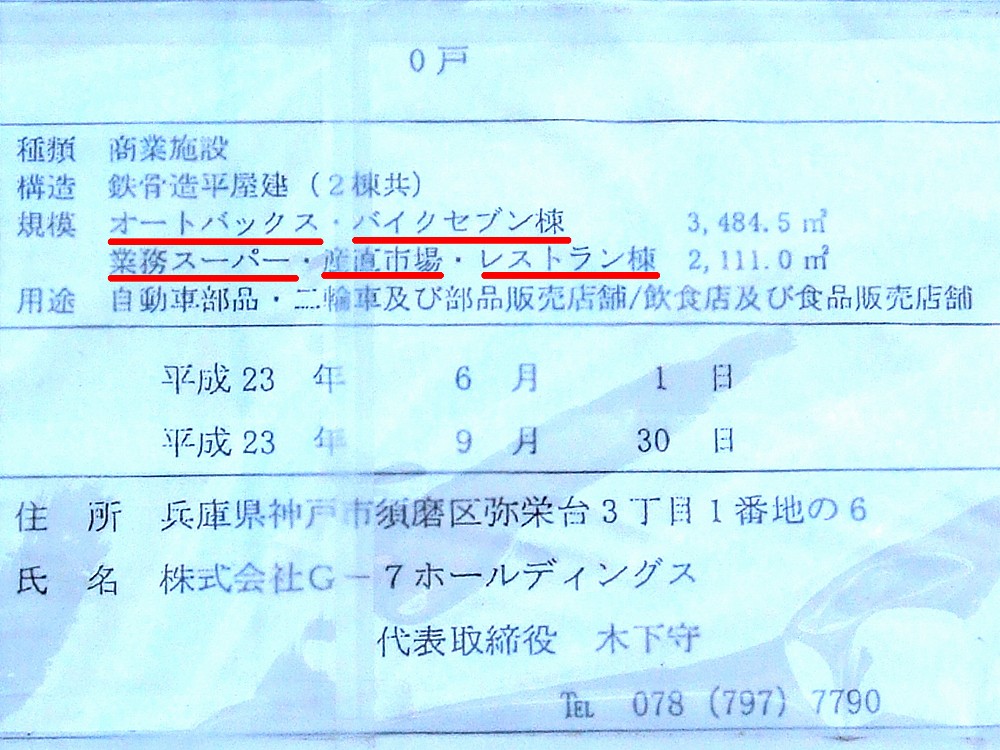 0戸
種類 商業施設
構造 鉄骨造平屋建（2棟共）
規模 オートバックス・バイクセブン棟 3,484.5㎡
業務スーパー・産直市場・レストラン棟 2,111.0㎡
用途 自動車部品・二輪車及び部品販売店舗/飲食店及び食品販売店舗
平成23 年 6 月 1 日
平成23 年 9 月 30 日
住 所 兵庫県神戸市須磨区弥栄台3丁目1番地の6
氏 名 株式会社G－7ホールディングス
代表取締役 木下守
℡ 078（797）7790